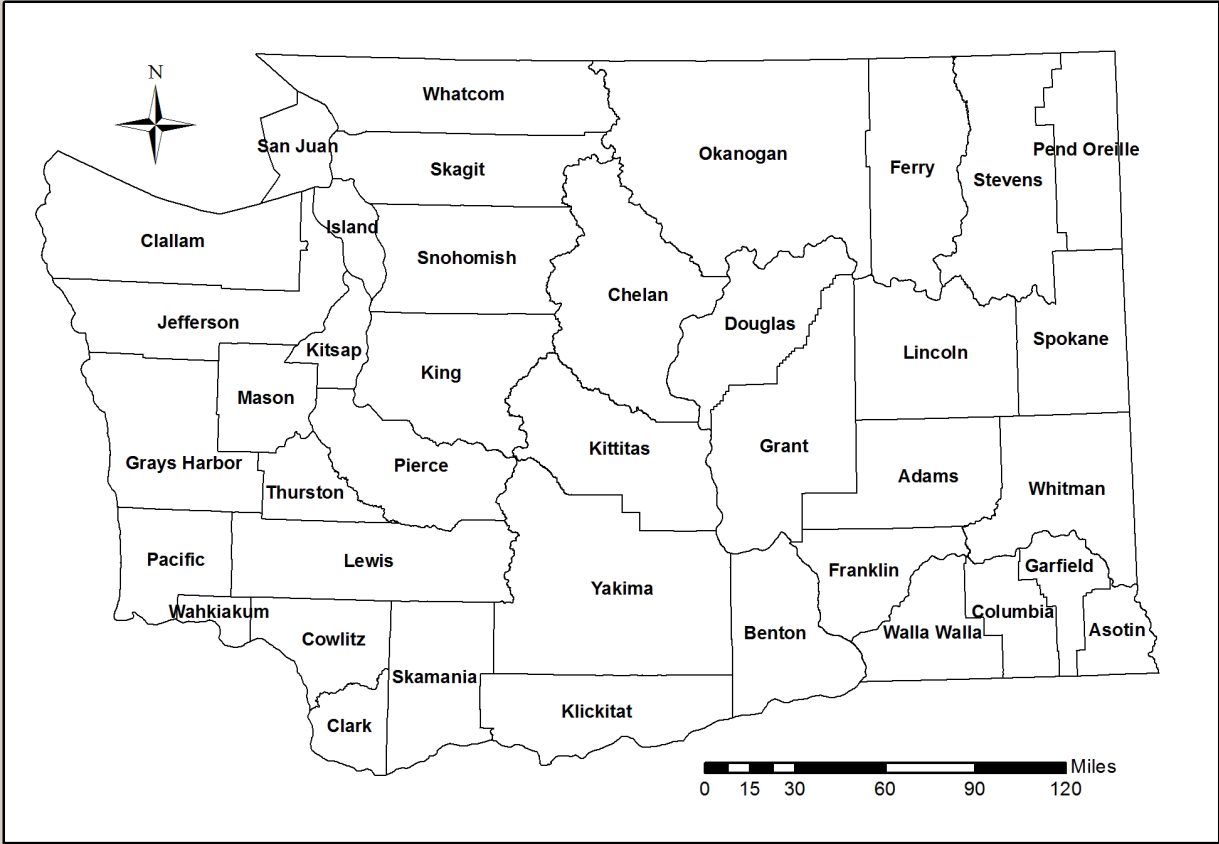 N
Whatcom
San Juan
Skagit
Okanogan
Ferry
Stevens
Pend Oreille
Clallam
Island
Snohomish
Chelan
Douglas
Jefferson
Kitsap
King
Lincoln
Spokane
Mason
Grays Harbor
Thurston
Pierce
Kittitas
Grant
Adams
Whitman
Pacific
Lewis
Yakima
Franklin
Garfield
Wahkiakum
Cowlitz
Benton
Walla Walla
Columbia
Asotin
Skamania
Clark
Klickitat
Miles
0 15 30 60 90 120